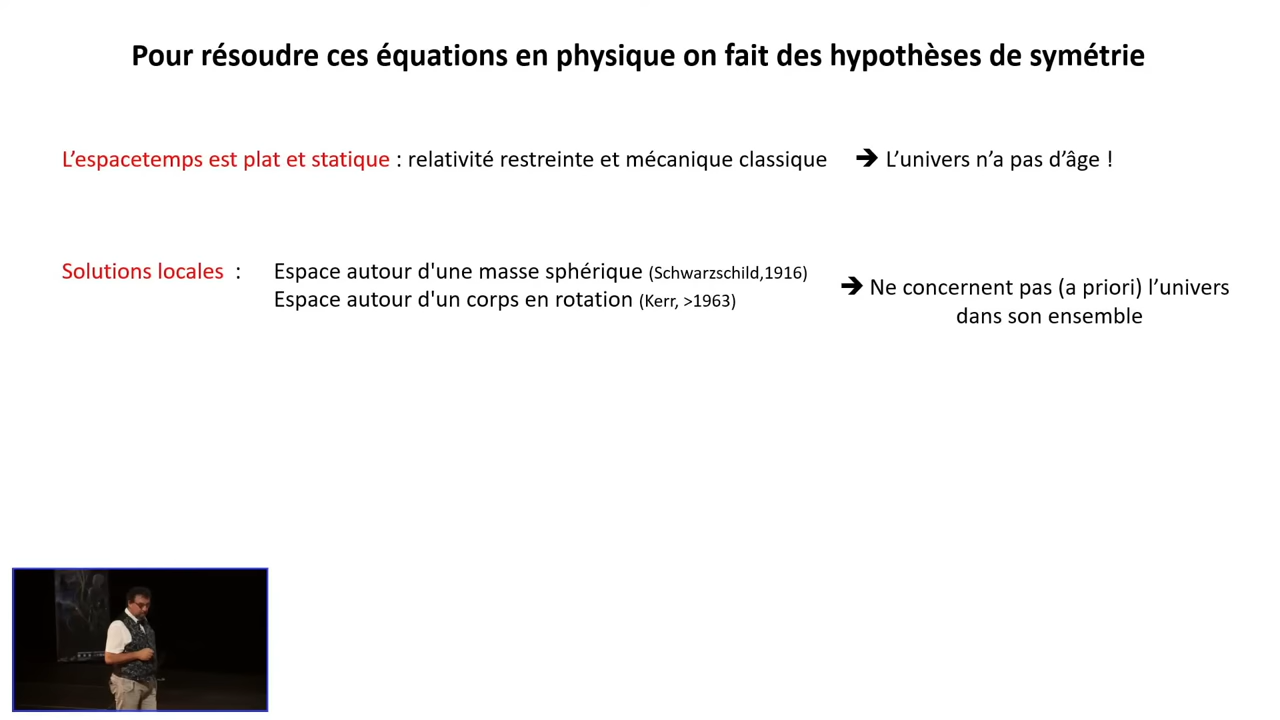 Pour résoudre ces équations en physique on fait des hypothèses de symétrie
L'espacetemps est plat et statique : relativité restreinte et mécanique classique ➔ L'univers n'a pas d'âge !
Solutions locales : Espace autour d'une masse sphérique (Schwarzschild,1916)
Espace autour d'un corps en rotation (Kerr, >1963)
➔ Ne concernent pas (a priori) l'univers
dans son ensemble